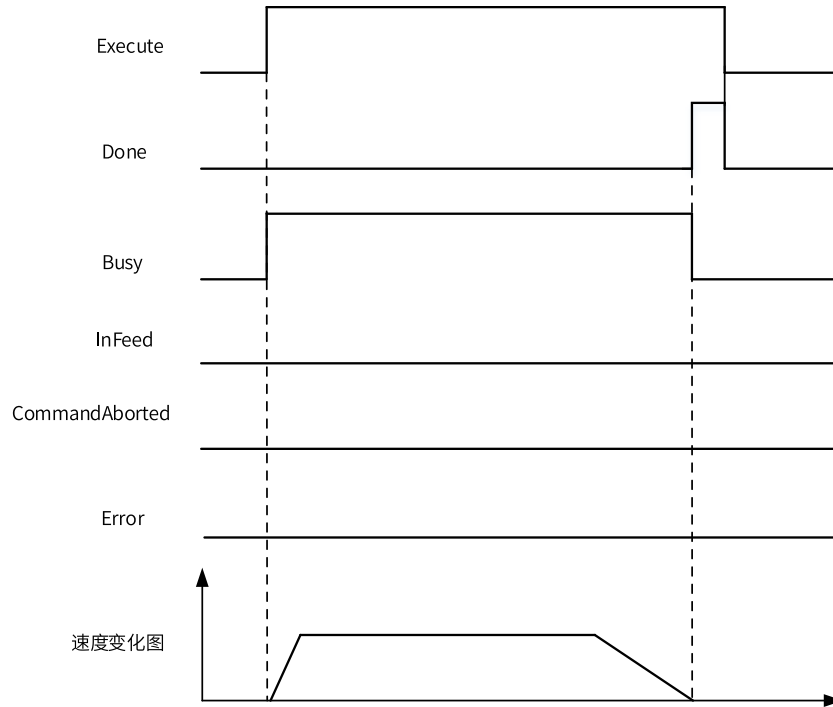 Execute
Done
Busy
InFeed
CommandAborted
Error
速度变化图